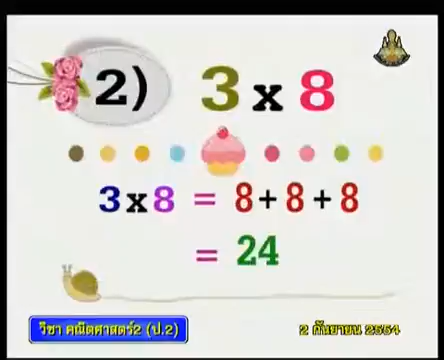 2) 3 x 8
3 x 8 = 8 + 8 + 8
= 24
วิชา คณิตศาสตร์2 (ป.2)
2 กันยายน 2554